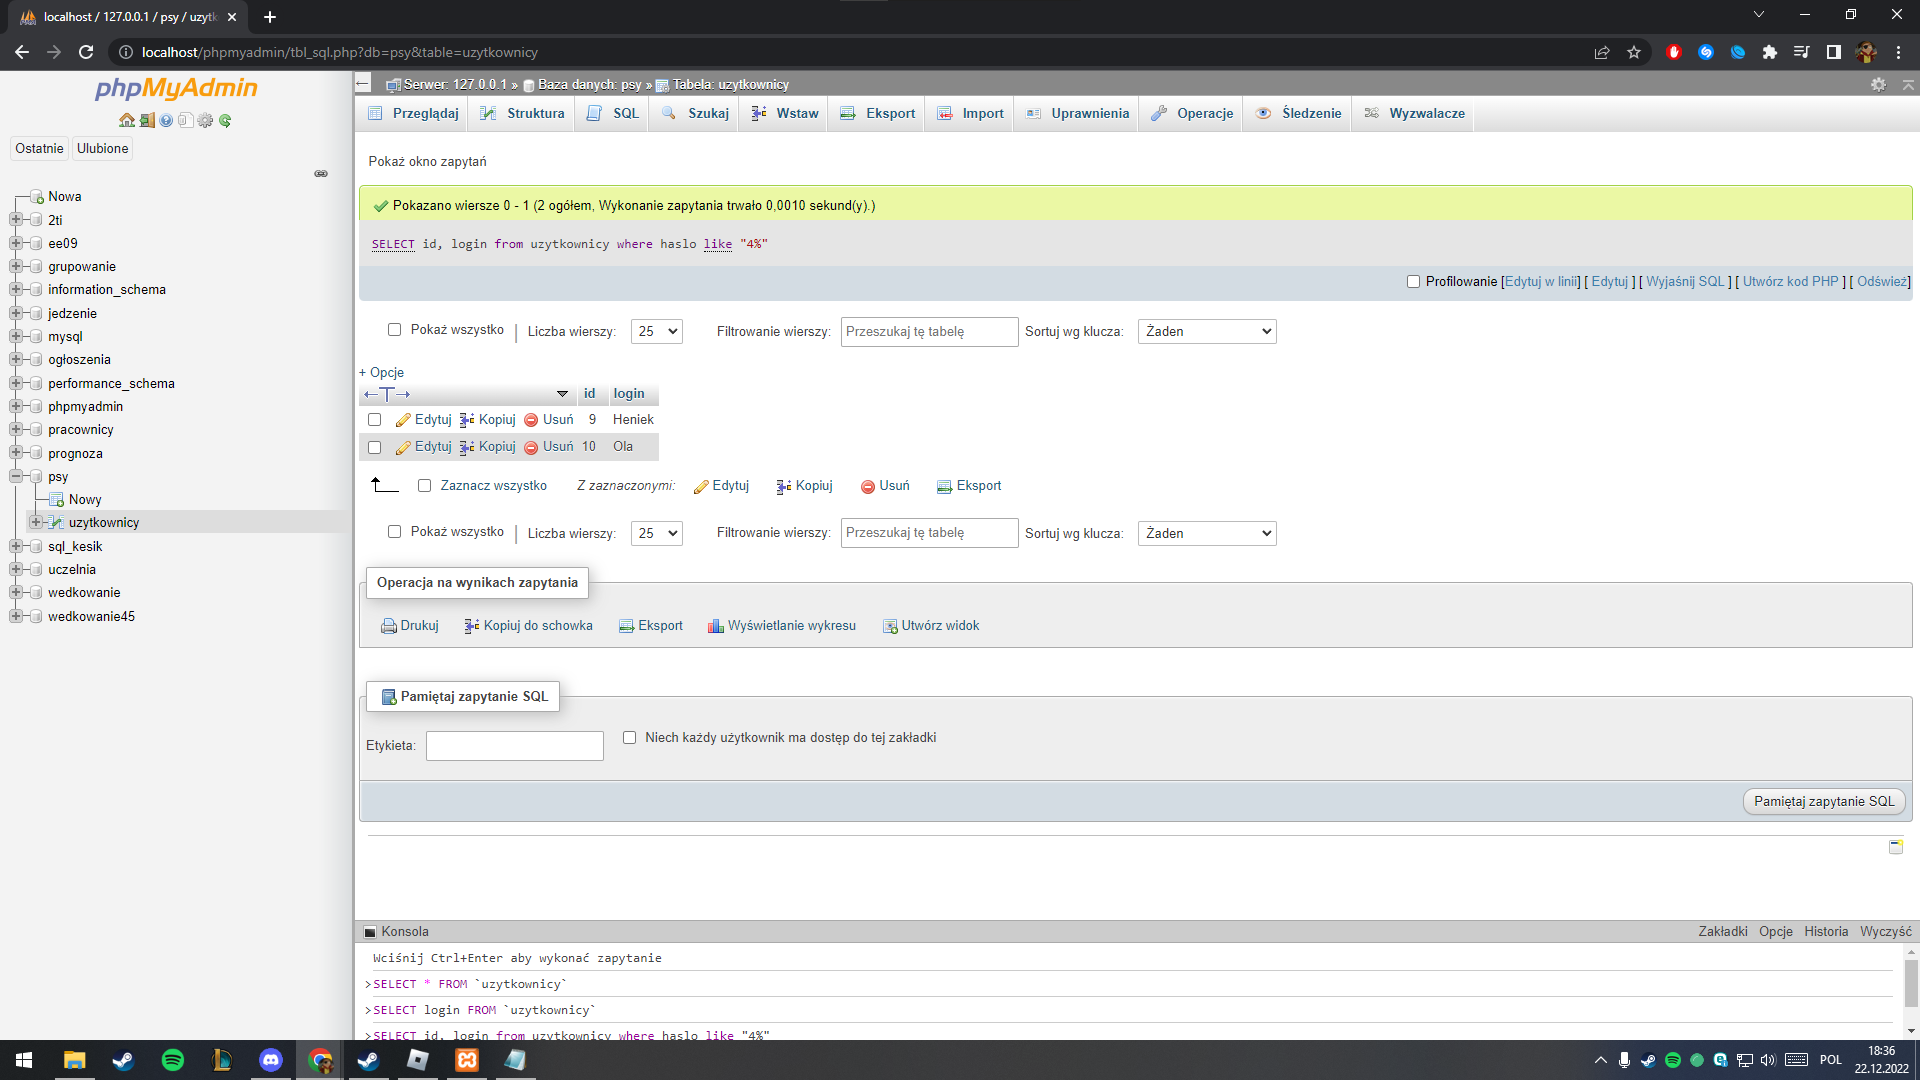 localhost / 127.0.0.1 / psy / uzytk
localhost/phpmyadmin/tbl_sql.php?db=psy&table=uzytkownicy
phpMyAdmin
Ostatnie Ulubione
Nowa
2ti
ee09
grupowanie
information_schema
jedzenie
mysql
ogłoszenia
performance_schema
phpmyadmin
pracownicy
prognoza
psy
Nowy
uzytkownicy
sql_kesik
uczelnia
wedkowanie
wedkowanie45
Serwer: 127.0.0.1 » Baza danych: psy » Tabela: uzytkownicy
Przeglądaj Struktura SQL Szukaj Wstaw Eksport Import Uprawnienia Operacje Śledzenie Wyzwalacze
Pokaż okno zapytań
Pokazano wiersze 0 - 1 (2 ogółem, Wykonanie zapytania trwało 0,0010 sekund(y).)
SELECT id, login from uzytkownicy where haslo like "4%"
Profilowanie [Edytuj w linii] [ Edytuj ] [ Wyjaśnij SQL ] [ Utwórz kod PHP ] [ Odśwież]
Pokaż wszystko | Liczba wierszy: 25 Filtrowanie wierszy: Przeszukaj tę tabelę Sortuj wg klucza: Żaden
+ Opcje
←T→ id login
Edytuj Kopiuj Usuń 9 Heniek
Edytuj Kopiuj Usuń 10 Ola
Zaznacz wszystko Z zaznaczonymi: Edytuj Kopiuj Usuń Eksport
Pokaż wszystko | Liczba wierszy: 25 Filtrowanie wierszy: Przeszukaj tę tabelę Sortuj wg klucza: Żaden
Operacja na wynikach zapytania
Drukuj Kopiuj do schowka Eksport Wyświetlanie wykresu Utwórz widok
Pamiętaj zapytanie SQL
Etykieta: Niech każdy użytkownik ma dostęp do tej zakładki
Pamiętaj zapytanie SQL
Konsola Zakładki Opcje Historia Wyczyść
Wciśnij Ctrl+Enter aby wykonać zapytanie
>SELECT * FROM `uzytkownicy`
>SELECT login FROM `uzytkownicy`
>SELECT id, login from uzytkownicy where haslo like "4%"
POL
18:36
22.12.2022